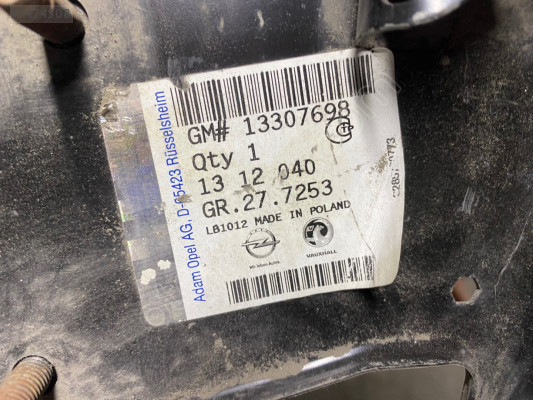 GM# 13307698
Qty 1
13 12 040
GR.27.7253
LB1012 MADE IN POLAND
VAUXHALL
Adam Opel AG, D-65423 Rüsselsheim